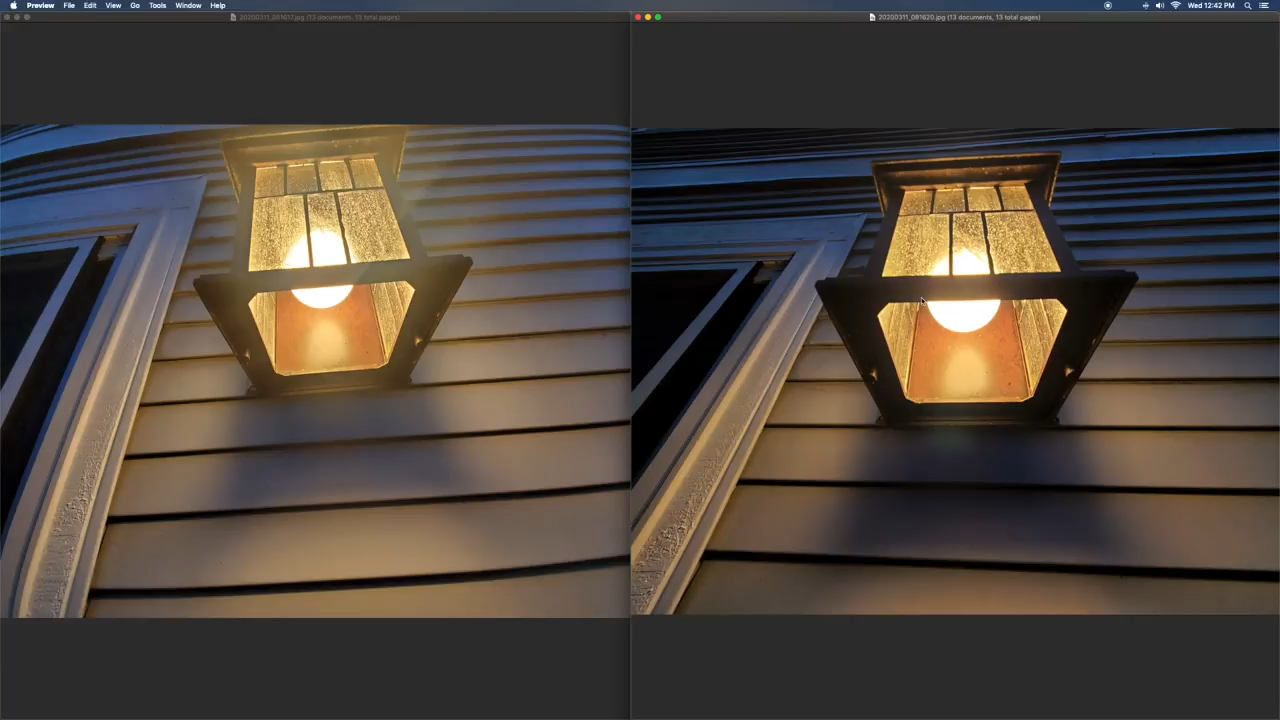 Preview File Edit View Go Tools Window Help
Wed 12:42 PM
20200311_081617.jpg (13 documents, 13 total pages)
20200311_081620.jpg (13 documents, 13 total pages)